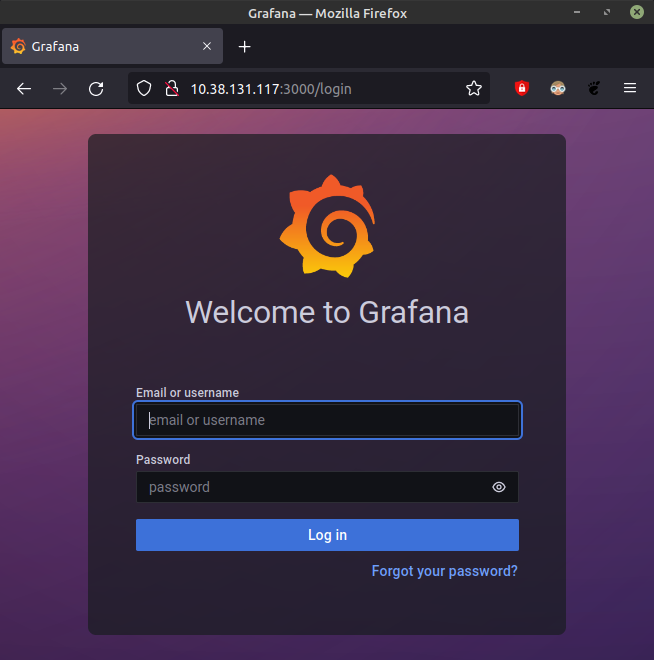 Grafana — Mozilla Firefox
Grafana
10.38.131.117:3000/login
Welcome to Grafana
Email or username
email or username
Password
password
Log in
Forgot your password?